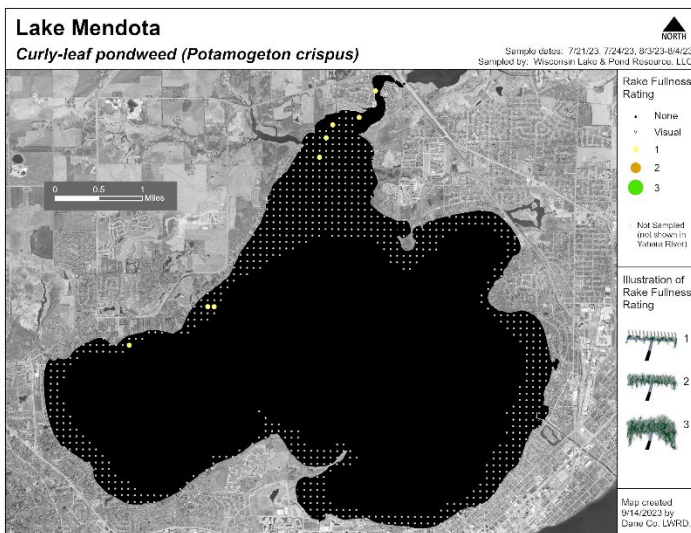 Lake Mendota
Curly-leaf pondweed (Potamogeton crispus)
NORTH
Sample dates: 7/21/23, 7/24/23, 8/3/23-8/4/23
Sampled by: Wisconsin Lake & Pond Resource, LLC
0 0.5 1
Miles
Rake Fullness
Rating
None
Visual
1
2
3
Not Sampled
(not shown in
Yahara River)
Illustration of
Rake Fullness
Rating
1
2
3
Map created
9/14/2023 by
Dane Co. LWRD.